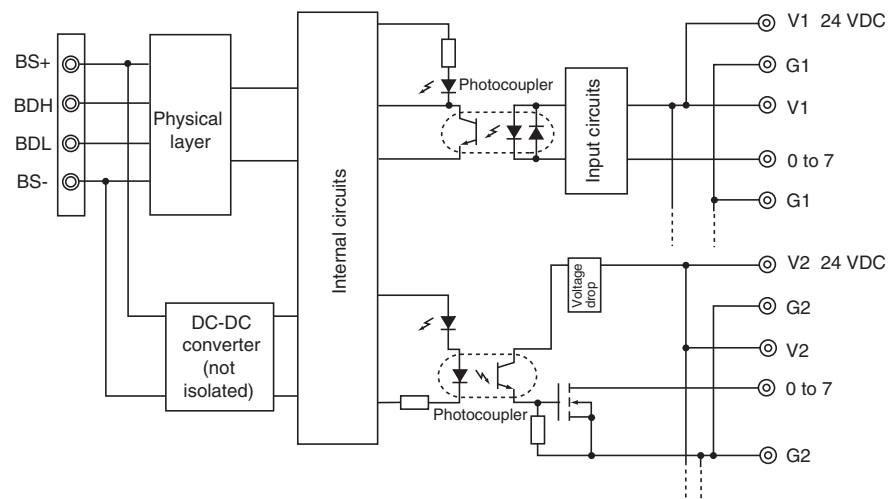 BS+
BDH
BDL
BS-
Physical
layer
DC-DC
converter
(not
isolated)
Internal circuits
Photocoupler
Input circuits
V1 24 VDC
G1
V1
0 to 7
G1
Voltage
drop
Photocoupler
V2 24 VDC
G2
V2
0 to 7
G2